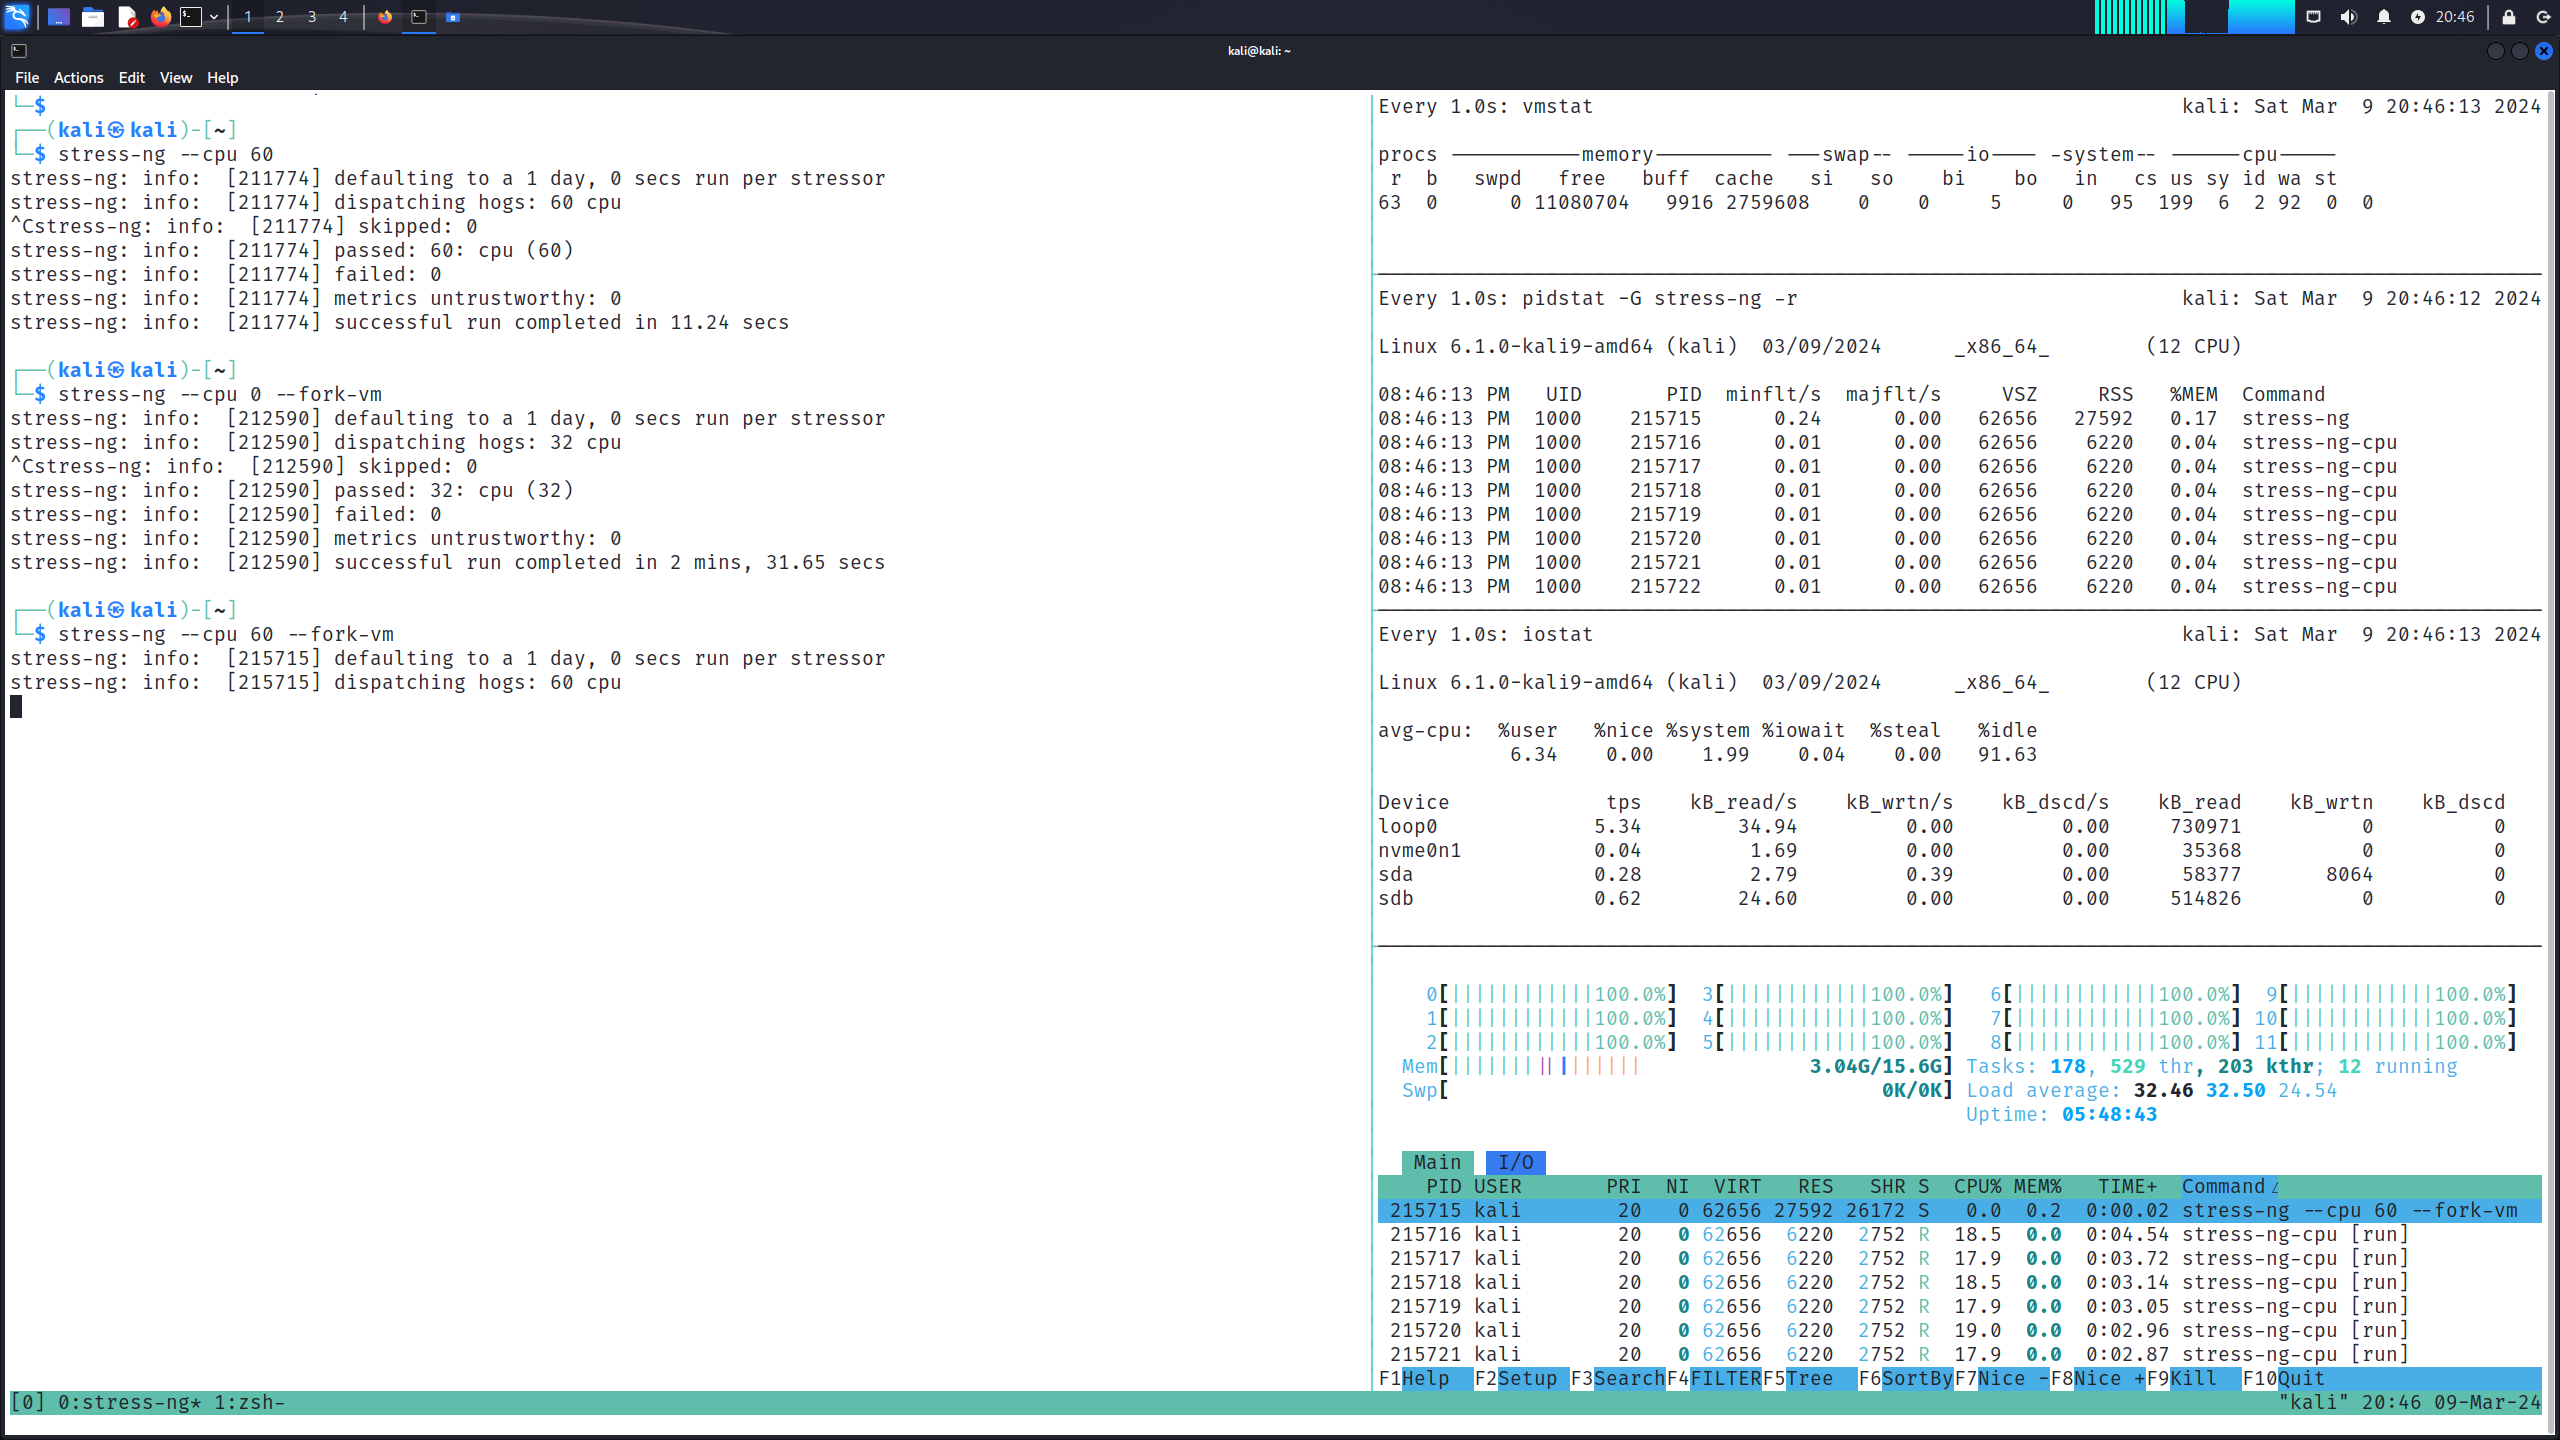 1 2 3 4 20:46
kali@kali: ~
File Actions Edit View Help
└─$
┌──(kali㉿kali)-[~]
└─$ stress-ng --cpu 60
stress-ng: info:  [211774] defaulting to a 1 day, 0 secs run per stressor
stress-ng: info:  [211774] dispatching hogs: 60 cpu
^Cstress-ng: info:  [211774] skipped: 0
stress-ng: info:  [211774] passed: 60: cpu (60)
stress-ng: info:  [211774] failed: 0
stress-ng: info:  [211774] metrics untrustworthy: 0
stress-ng: info:  [211774] successful run completed in 11.24 secs
┌──(kali㉿kali)-[~]
└─$ stress-ng --cpu 0 --fork-vm
stress-ng: info:  [212590] defaulting to a 1 day, 0 secs run per stressor
stress-ng: info:  [212590] dispatching hogs: 32 cpu
^Cstress-ng: info:  [212590] skipped: 0
stress-ng: info:  [212590] passed: 32: cpu (32)
stress-ng: info:  [212590] failed: 0
stress-ng: info:  [212590] metrics untrustworthy: 0
stress-ng: info:  [212590] successful run completed in 2 mins, 31.65 secs
┌──(kali㉿kali)-[~]
└─$ stress-ng --cpu 60 --fork-vm
stress-ng: info:  [215715] defaulting to a 1 day, 0 secs run per stressor
stress-ng: info:  [215715] dispatching hogs: 60 cpu
Every 1.0s: vmstat kali: Sat Mar  9 20:46:13 2024
procs -----------memory---------- ---swap-- -----io---- -system-- ------cpu-----
r b swpd free buff cache si so bi bo in cs us sy id wa st
63 0 0 11080704 9916 2759608 0 0 5 0 95 199 6 2 92 0 0
Every 1.0s: pidstat -G stress-ng -r kali: Sat Mar  9 20:46:12 2024
Linux 6.1.0-kali9-amd64 (kali) 03/09/2024 _x86_64_ (12 CPU)
08:46:13 PM UID PID minflt/s majflt/s VSZ RSS %MEM Command
08:46:13 PM 1000 215715 0.24 0.00 62656 27592 0.17 stress-ng
08:46:13 PM 1000 215716 0.01 0.00 62656 6220 0.04 stress-ng-cpu
08:46:13 PM 1000 215717 0.01 0.00 62656 6220 0.04 stress-ng-cpu
08:46:13 PM 1000 215718 0.01 0.00 62656 6220 0.04 stress-ng-cpu
08:46:13 PM 1000 215719 0.01 0.00 62656 6220 0.04 stress-ng-cpu
08:46:13 PM 1000 215720 0.01 0.00 62656 6220 0.04 stress-ng-cpu
08:46:13 PM 1000 215721 0.01 0.00 62656 6220 0.04 stress-ng-cpu
08:46:13 PM 1000 215722 0.01 0.00 62656 6220 0.04 stress-ng-cpu
Every 1.0s: iostat kali: Sat Mar  9 20:46:13 2024
Linux 6.1.0-kali9-amd64 (kali) 03/09/2024 _x86_64_ (12 CPU)
avg-cpu: %user %nice %system %iowait %steal %idle
6.34 0.00 1.99 0.04 0.00 91.63
Device tps kB_read/s kB_wrtn/s kB_dscd/s kB_read kB_wrtn kB_dscd
loop0 5.34 34.94 0.00 0.00 730971 0 0
nvme0n1 0.04 1.69 0.00 0.00 35368 0 0
sda 0.28 2.79 0.39 0.00 58377 8064 0
sdb 0.62 24.60 0.00 0.00 514826 0 0
0[||||||||||||100.0%] 3[||||||||||||100.0%] 6[||||||||||||100.0%] 9[||||||||||||100.0%]
1[||||||||||||100.0%] 4[||||||||||||100.0%] 7[||||||||||||100.0%] 10[||||||||||||100.0%]
2[||||||||||||100.0%] 5[||||||||||||100.0%] 8[||||||||||||100.0%] 11[||||||||||||100.0%]
Mem[|||||||||||||||| 3.04G/15.6G] Tasks: 178, 529 thr, 203 kthr; 12 running
Swp[ 0K/0K] Load average: 32.46 32.50 24.54
Uptime: 05:48:43
Main I/O
PID USER PRI NI VIRT RES SHR S CPU% MEM% TIME+ Command△
215715 kali 20 0 62656 27592 26172 S 0.0 0.2 0:00.02 stress-ng --cpu 60 --fork-vm
215716 kali 20 0 62656 6220 2752 R 18.5 0.0 0:04.54 stress-ng-cpu [run]
215717 kali 20 0 62656 6220 2752 R 17.9 0.0 0:03.72 stress-ng-cpu [run]
215718 kali 20 0 62656 6220 2752 R 18.5 0.0 0:03.14 stress-ng-cpu [run]
215719 kali 20 0 62656 6220 2752 R 17.9 0.0 0:03.05 stress-ng-cpu [run]
215720 kali 20 0 62656 6220 2752 R 19.0 0.0 0:02.96 stress-ng-cpu [run]
215721 kali 20 0 62656 6220 2752 R 17.9 0.0 0:02.87 stress-ng-cpu [run]
F1Help F2Setup F3SearchF4FILTERF5Tree F6SortByF7Nice -F8Nice +F9Kill F10Quit
[0] 0:stress-ng* 1:zsh- "kali" 20:46 09-Mar-24